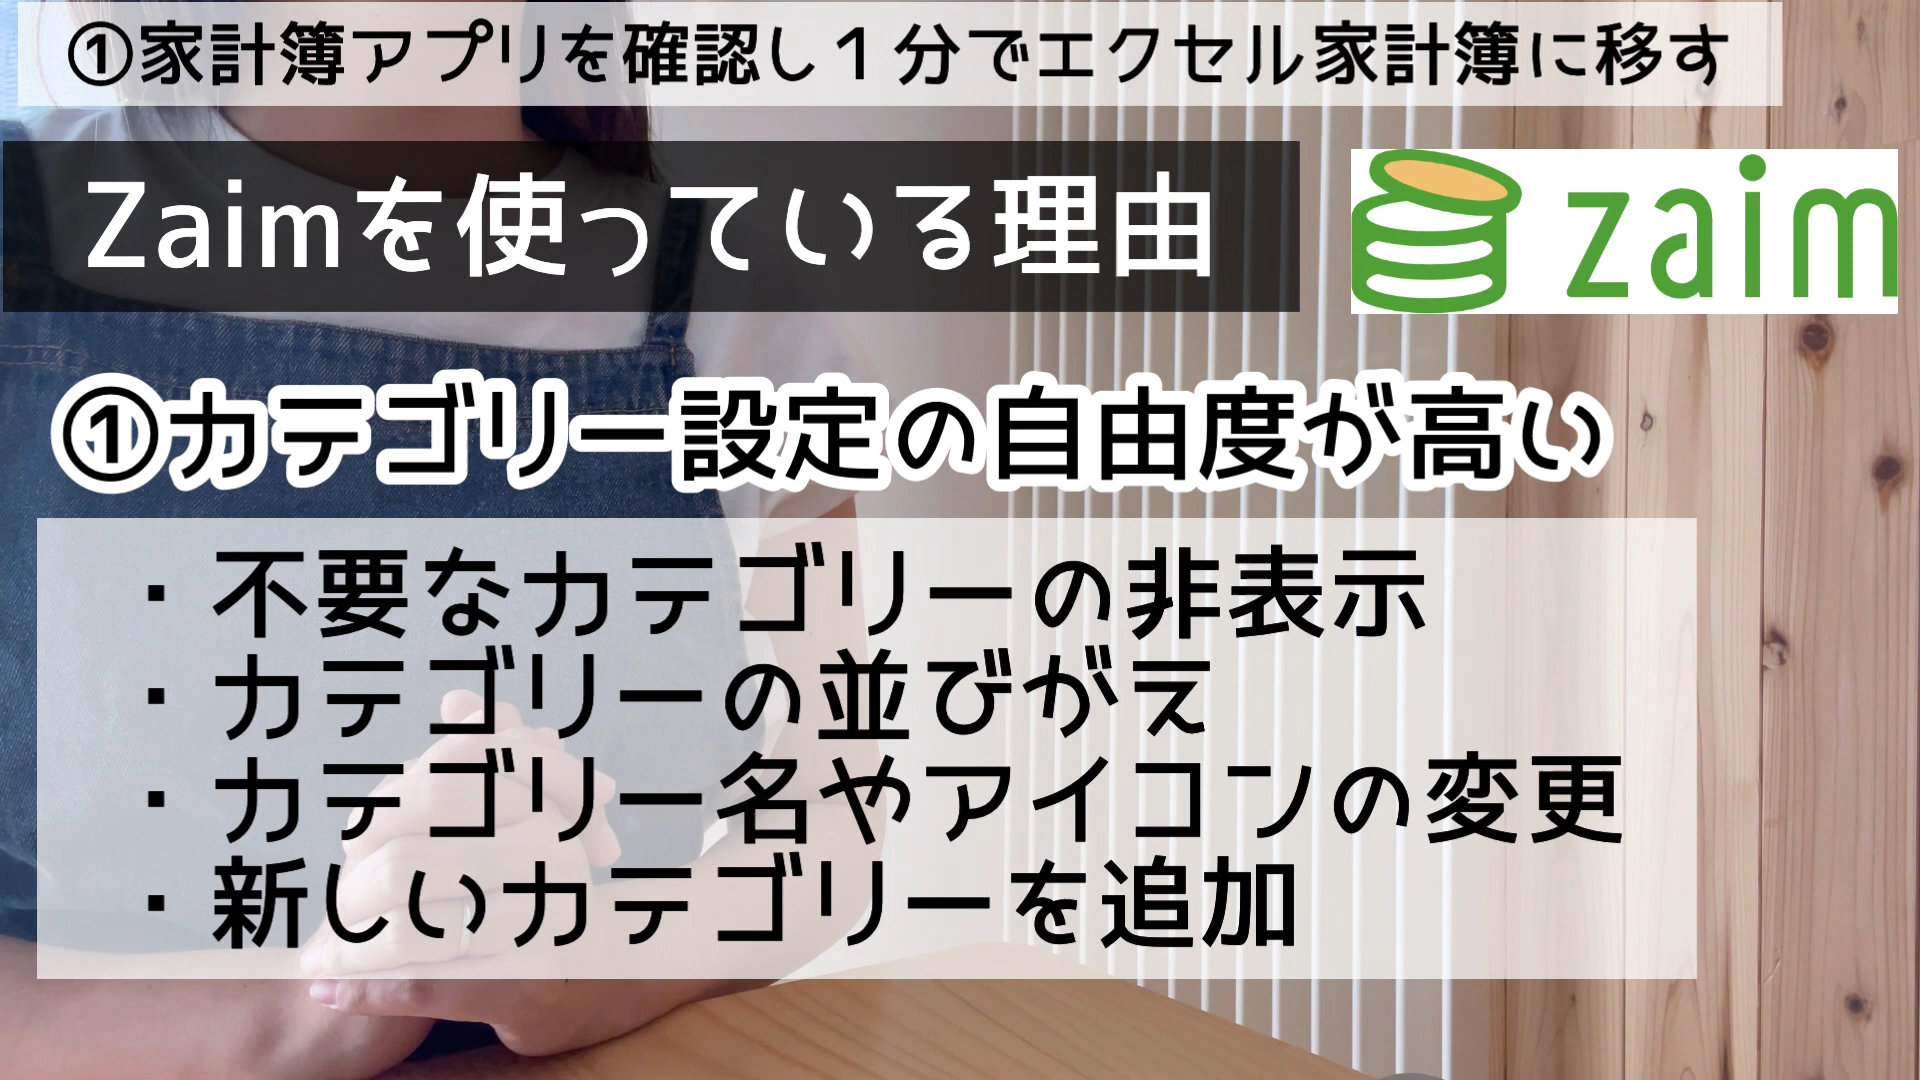 ①家計簿アプリを確認し１分でエクセル家計簿に移す
Zaimを使っている理由
zaim
①カテゴリー設定の自由度が高い
・不要なカテゴリーの非表示
・カテゴリーの並びがえ
・カテゴリー名やアイコンの変更
・新しいカテゴリーを追加